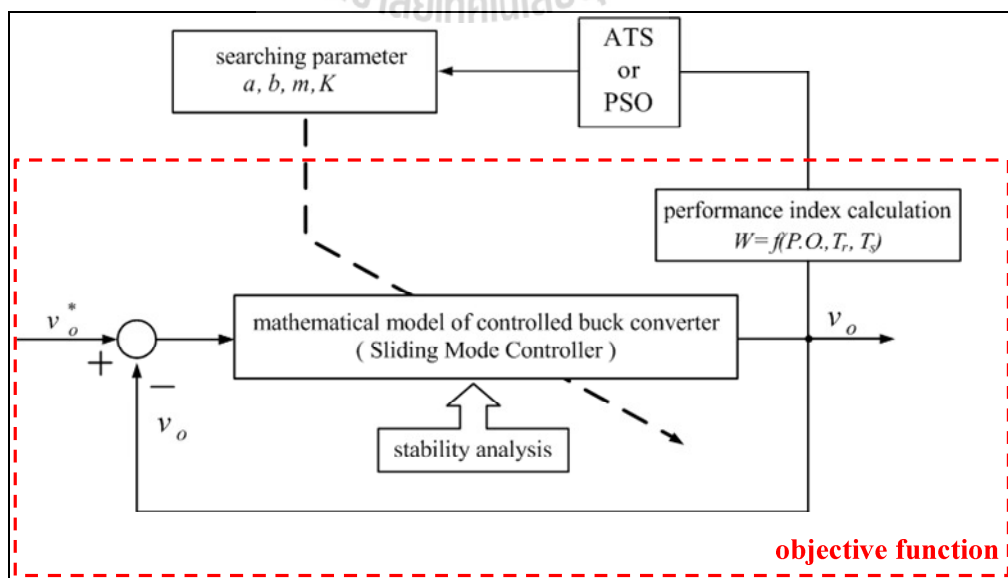 searching parameter
a, b, m, K
ATS
or
PSO
performance index calculation
W= f(P.O., Tr, Ts)
vo*
+
−
vo
mathematical model of controlled buck converter
( Sliding Mode Controller )
vo
stability analysis
objective function